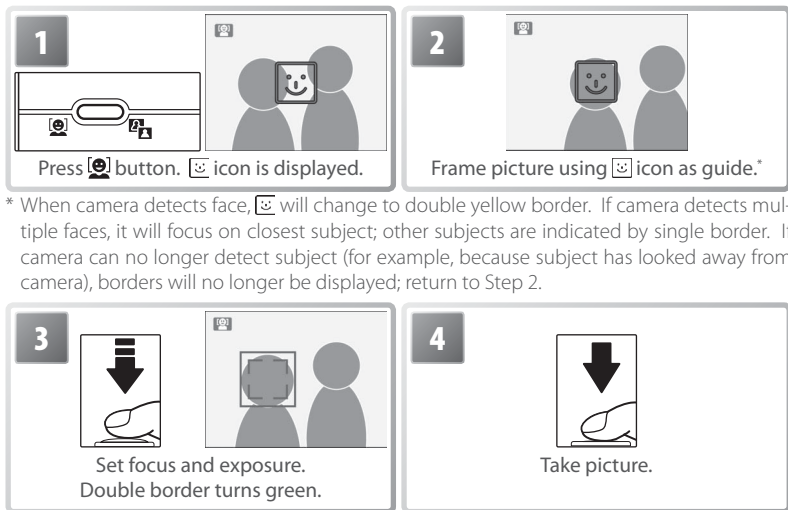 1
2
Press button. icon is displayed.
Frame picture using icon as guide.*
* When camera detects face, will change to double yellow border. If camera detects mul-
tiple faces, it will focus on closest subject; other subjects are indicated by single border. If
camera can no longer detect subject (for example, because subject has looked away from
camera), borders will no longer be displayed; return to Step 2.
3
4
Set focus and exposure.
Double border turns green.
Take picture.